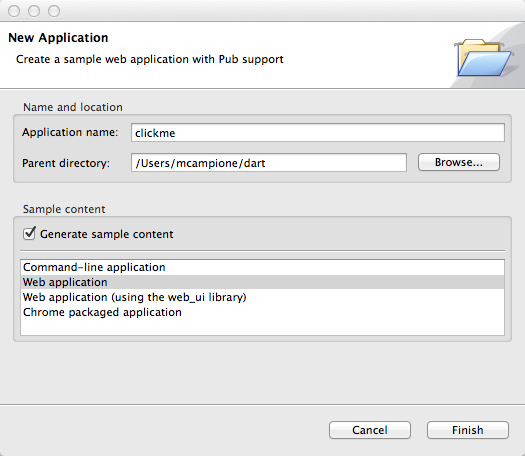 New Application
Create a sample web application with Pub support
Name and location
Application name: clickme
Parent directory: /Users/mcampione/dart Browse...
Sample content
Generate sample content
Command-line application
Web application
Web application (using the web_ui library)
Chrome packaged application
Cancel Finish